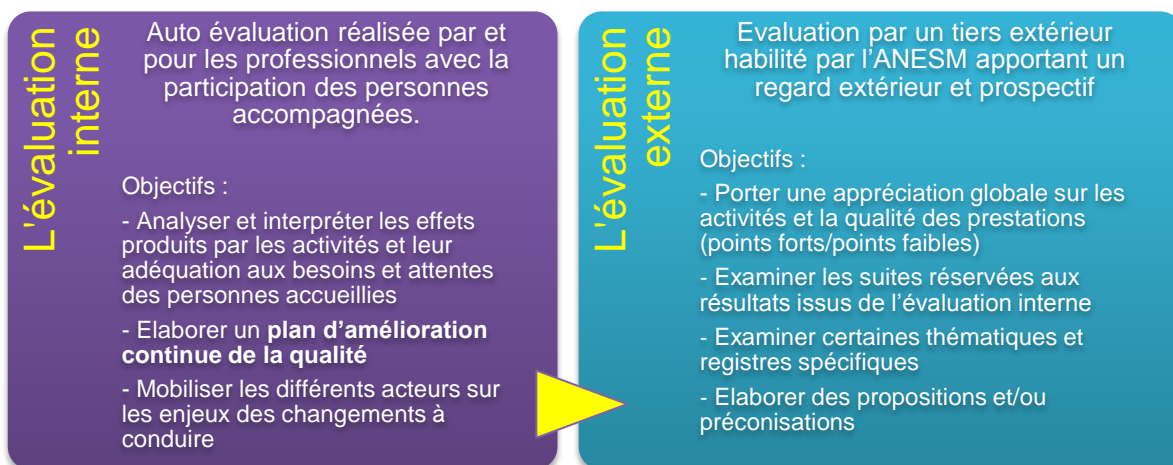 L'évaluation
interne
Auto évaluation réalisée par et
pour les professionnels avec la
participation des personnes
accompagnées.
Objectifs :
- Analyser et interpréter les effets
produits par les activités et leur
adéquation aux besoins et attentes
des personnes accueillies
- Elaborer un plan d’amélioration
continue de la qualité
- Mobiliser les différents acteurs sur
les enjeux des changements à
conduire
L'évaluation
externe
Evaluation par un tiers extérieur
habilité par l’ANESM apportant un
regard extérieur et prospectif
Objectifs :
- Porter une appréciation globale sur les
activités et la qualité des prestations
(points forts/points faibles)
- Examiner les suites réservées aux
résultats issus de l’évaluation interne
- Examiner certaines thématiques et
registres spécifiques
- Elaborer des propositions et/ou
préconisations